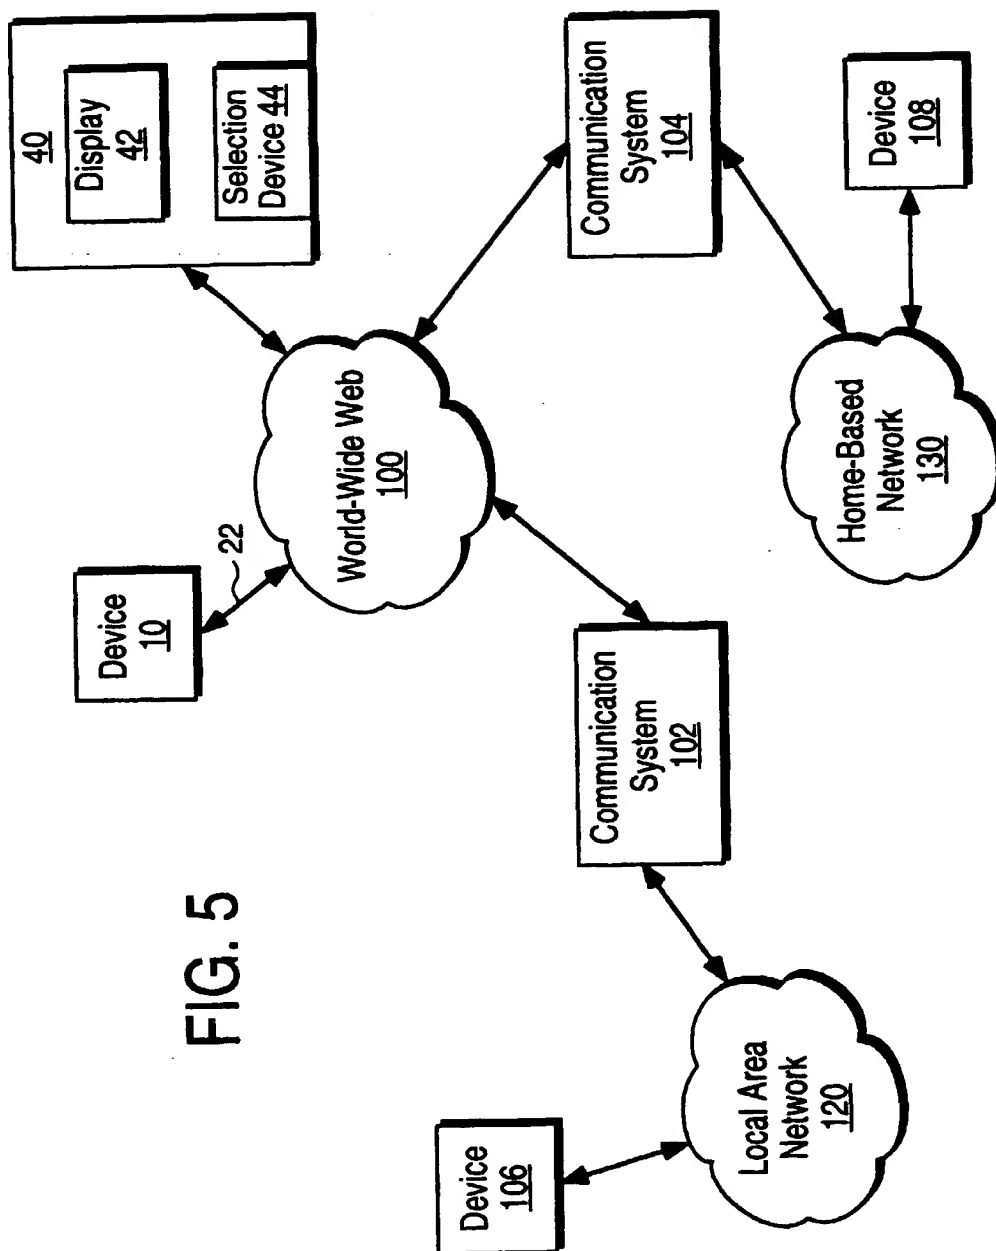 40
Display
42
Selection
Device 44
Device
10
22
FIG. 5
World-Wide Web
100
Device
106
Communication
System
102
Communication
System
104
Local Area
Network
120
Home-Based
Network
130
Device
108